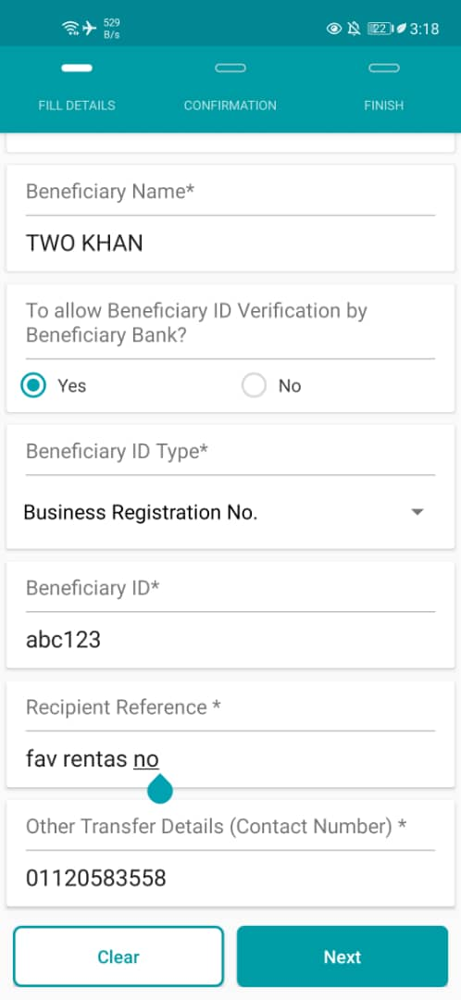 529
B/s
22
3:18
FILL DETAILS
CONFIRMATION
FINISH
Beneficiary Name*
TWO KHAN
To allow Beneficiary ID Verification by
Beneficiary Bank?
Yes
No
Beneficiary ID Type*
Business Registration No.
Beneficiary ID*
abc123
Recipient Reference *
fav rentas no
Other Transfer Details (Contact Number) *
01120583558
Clear
Next